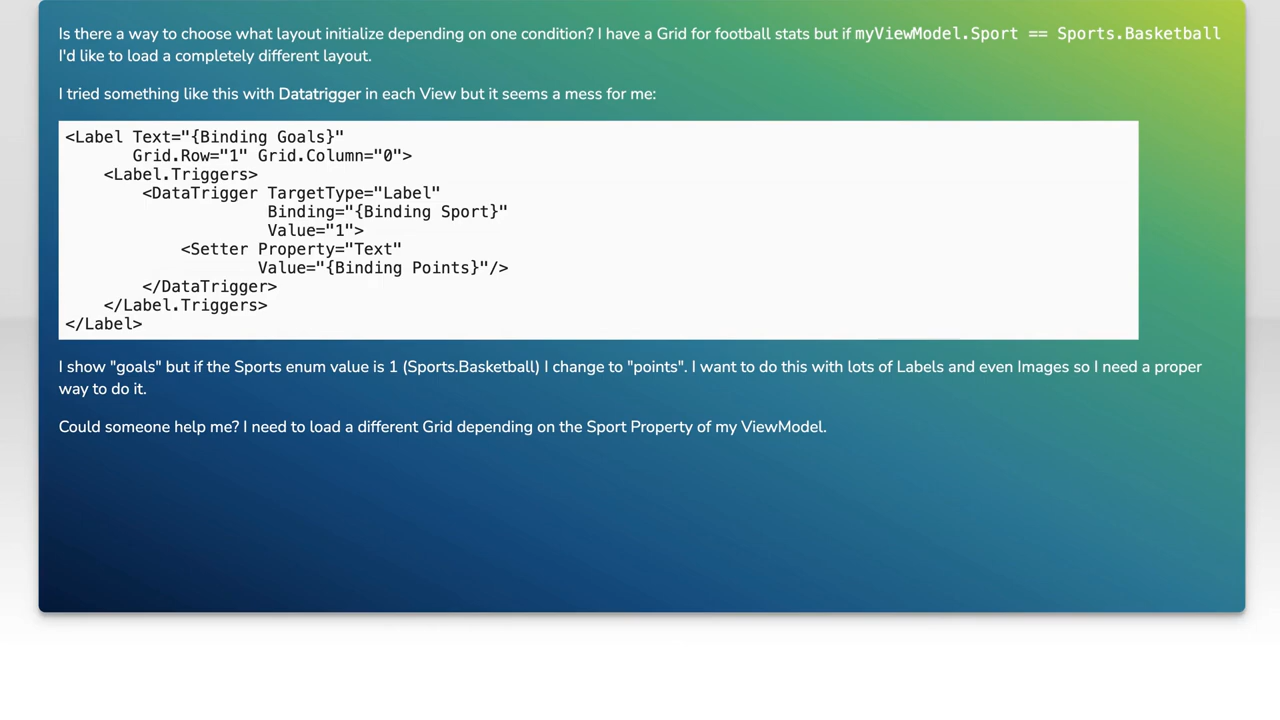 Is there a way to choose what layout initialize depending on one condition? I have a Grid for football stats but if myViewModel.Sport == Sports.Basketball
I'd like to load a completely different layout.
I tried something like this with Datatrigger in each View but it seems a mess for me:
<Label Text="{Binding Goals}"
       Grid.Row="1" Grid.Column="0">
    <Label.Triggers>
        <DataTrigger TargetType="Label"
                     Binding="{Binding Sport}"
                     Value="1">
            <Setter Property="Text"
                    Value="{Binding Points}"/>
        </DataTrigger>
    </Label.Triggers>
</Label>
I show "goals" but if the Sports enum value is 1 (Sports.Basketball) I change to "points". I want to do this with lots of Labels and even Images so I need a proper
way to do it.
Could someone help me? I need to load a different Grid depending on the Sport Property of my ViewModel.